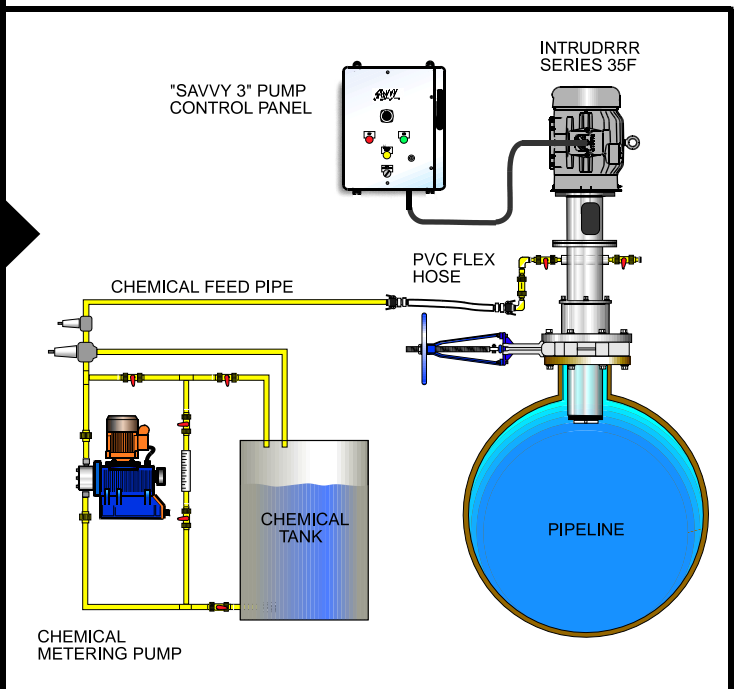 INTRUDRRR
SERIES 35F
"SAVVY 3" PUMP
CONTROL PANEL
Savvy
PVC FLEX
HOSE
CHEMICAL FEED PIPE
CHEMICAL
TANK
PIPELINE
CHEMICAL
METERING PUMP